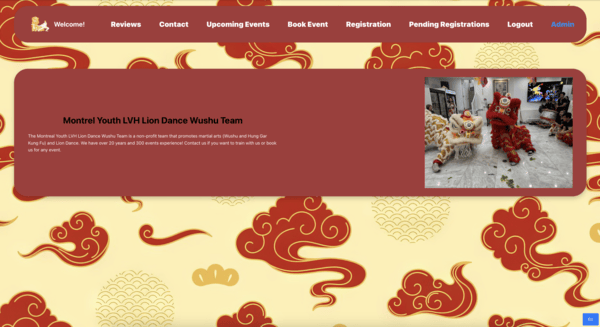 Welcome!
Reviews
Contact
Upcoming Events
Book Event
Registration
Pending Registrations
Logout
Admin
Montrel Youth LVH Lion Dance Wushu Team
The Montreal Youth LVH Lion Dance Wushu Team is a non-profit team that promotes martial arts (Wushu and Hung Gar
Kung Fu) and Lion Dance. We have over 20 years and 300 events experience! Contact us if you want to train with us or book
us for any event.